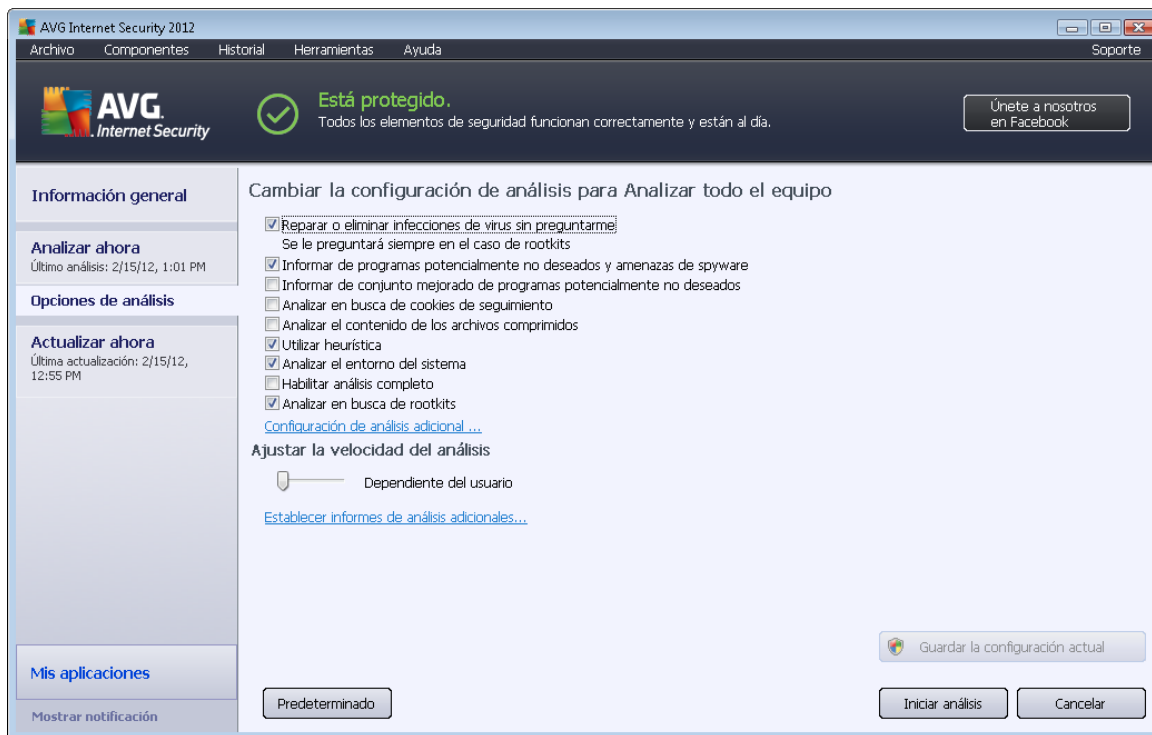 AVG Internet Security 2012
Archivo Componentes Historial Herramientas Ayuda Soporte
AVG.
Internet Security
Está protegido.
Todos los elementos de seguridad funcionan correctamente y están al día.
Únete a nosotros
en Facebook
Información general
Analizar ahora
Último análisis: 2/15/12, 1:01 PM
Opciones de análisis
Actualizar ahora
Última actualización: 2/15/12,
12:55 PM
Mis aplicaciones
Mostrar notificación
Cambiar la configuración de análisis para Analizar todo el equipo
Reparar o eliminar infecciones de virus sin preguntarme
Se le preguntará siempre en el caso de rootkits
Informar de programas potencialmente no deseados y amenazas de spyware
Informar de conjunto mejorado de programas potencialmente no deseados
Analizar en busca de cookies de seguimiento
Analizar el contenido de los archivos comprimidos
Utilizar heurística
Analizar el entorno del sistema
Habilitar análisis completo
Analizar en busca de rootkits
Configuración de análisis adicional ...
Ajustar la velocidad del análisis
Dependiente del usuario
Establecer informes de análisis adicionales...
Guardar la configuración actual
Predeterminado
Iniciar análisis
Cancelar